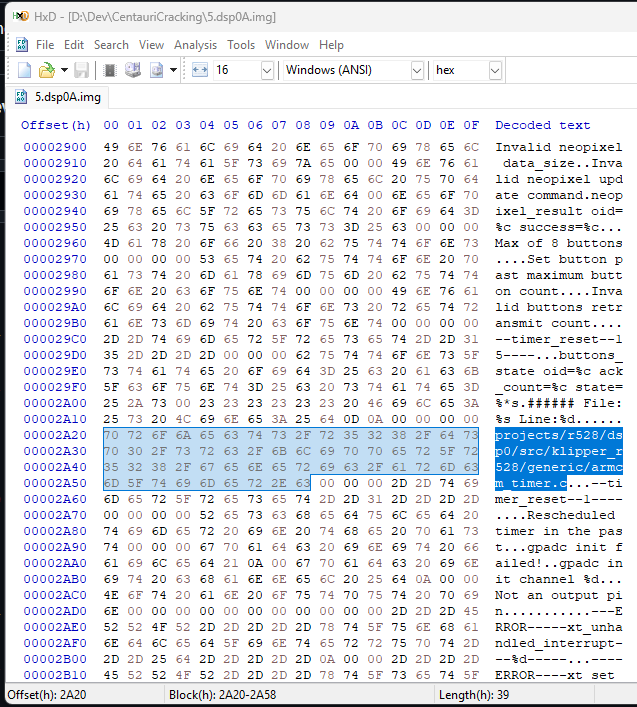 HxD - [D:\Dev\CentauriCracking\5.dsp0A.img]
File Edit Search View Analysis Tools Window Help
16 Windows (ANSI) hex
5.dsp0A.img
Offset(h) 00 01 02 03 04 05 06 07 08 09 0A 0B 0C 0D 0E 0F Decoded text
00002900 49 6E 76 61 6C 69 64 20 6E 65 6F 70 69 78 65 6C Invalid neopixel
00002910 20 64 61 74 61 5F 73 69 7A 65 00 00 49 6E 76 61 data_size..Inva
00002920 6C 69 64 20 6E 65 6F 70 69 78 65 6C 20 75 70 64 lid neopixel upd
00002930 61 74 65 20 63 6F 6D 6D 61 6E 64 00 6E 65 6F 70 ate command.neop
00002940 69 78 65 6C 5F 72 65 73 75 6C 74 20 6F 69 64 3D ixel_result oid=
00002950 25 63 20 73 75 63 63 65 73 73 3D 25 63 00 00 00 %c success=%c...
00002960 4D 61 78 20 6F 66 20 38 20 62 75 74 74 6F 6E 73 Max of 8 buttons
00002970 00 00 00 00 53 65 74 20 62 75 74 74 6F 6E 20 70 ....Set button p
00002980 61 73 74 20 6D 61 78 69 6D 75 6D 20 62 75 74 74 ast maximum butt
00002990 6F 6E 20 63 6F 75 6E 74 00 00 00 00 49 6E 76 61 on count....Inva
000029A0 6C 69 64 20 62 75 74 74 6F 6E 73 20 72 65 74 72 lid buttons retr
000029B0 61 6E 73 6D 69 74 20 63 6F 75 6E 74 00 00 00 00 ansmit count....
000029C0 2D 2D 74 69 6D 65 72 5F 72 65 73 65 74 2D 2D 31 --timer_reset--1
000029D0 35 2D 2D 2D 2D 00 00 00 62 75 74 74 6F 6E 73 5F 5----...buttons_
000029E0 73 74 61 74 65 20 6F 69 64 3D 25 63 20 61 63 6B state oid=%c ack
000029F0 5F 63 6F 75 6E 74 3D 25 63 20 73 74 61 74 65 3D _count=%c state=
00002A00 25 2A 73 00 23 23 23 23 23 23 20 46 69 6C 65 3A %*s.###### File:
00002A10 25 73 20 4C 69 6E 65 3A 25 64 0D 0A 00 00 00 00 %s Line:%d......
00002A20 70 72 6F 6A 65 63 74 73 2F 72 35 32 38 2F 64 73 projects/r528/ds
00002A30 70 30 2F 73 72 63 2F 6B 6C 69 70 70 65 72 5F 72 p0/src/klipper_r
00002A40 35 32 38 2F 67 65 6E 65 72 69 63 2F 61 72 6D 63 528/generic/armc
00002A50 6D 5F 74 69 6D 65 72 2E 63 00 00 00 2D 2D 74 69 m_timer.c...--ti
00002A60 6D 65 72 5F 72 65 73 65 74 2D 2D 31 2D 2D 2D 2D mer_reset--1----
00002A70 00 00 00 00 52 65 73 63 68 65 64 75 6C 65 64 20 ....Rescheduled
00002A80 74 69 6D 65 72 20 69 6E 20 74 68 65 20 70 61 73 timer in the pas
00002A90 74 00 00 00 67 70 61 64 63 20 69 6E 69 74 20 66 t...gpadc init f
00002AA0 61 69 6C 65 64 21 0A 00 67 70 61 64 63 20 69 6E ailed!..gpadc in
00002AB0 69 74 20 63 68 61 6E 6E 65 6C 20 25 64 0A 00 00 it channel %d...
00002AC0 4E 6F 74 20 61 6E 20 6F 75 74 70 75 74 20 70 69 Not an output pi
00002AD0 6E 00 00 00 00 00 00 00 00 00 00 00 2D 2D 2D 45 n...........---E
00002AE0 52 52 4F 52 2D 2D 2D 2D 2D 78 74 5F 75 6E 68 61 RROR-----xt_unha
00002AF0 6E 64 6C 65 64 5F 69 6E 74 65 72 72 75 70 74 2D ndled_interrupt-
00002B00 2D 2D 25 64 2D 2D 2D 2D 2D 0A 00 00 2D 2D 2D 2D --%d-----...----
00002B10 45 52 52 4F 52 2D 2D 2D 2D 78 74 5F 73 65 74 5F ERROR----xt_set_
Offset(h): 2A20 Block(h): 2A20-2A58 Length(h): 39